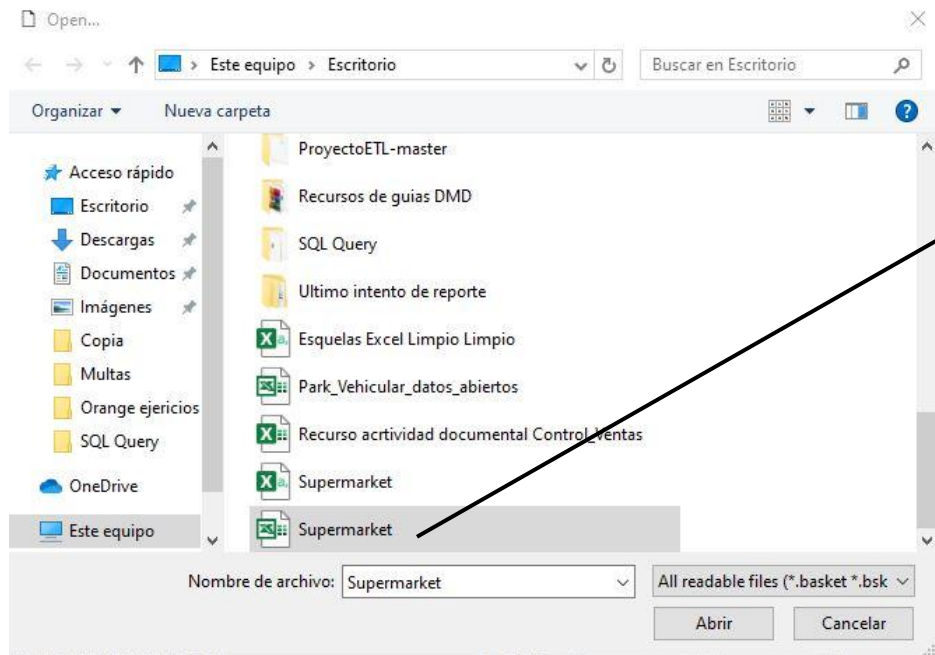 Open...
Este equipo > Escritorio
Buscar en Escritorio
Organizar
Nueva carpeta
Acceso rápido
Escritorio
Descargas
Documentos
Imágenes
Copia
Multas
Orange ejericios
SQL Query
OneDrive
Este equipo
ProyectoETL-master
Recursos de guias DMD
SQL Query
Ultimo intento de reporte
Esquelas Excel Limpio Limpio
Park_Vehicular_datos_abiertos
Recurso acrtividad documental Control_Ventas
Supermarket
Supermarket
Nombre de archivo: Supermarket
All readable files (*.basket *.bsk
Abrir
Cancelar